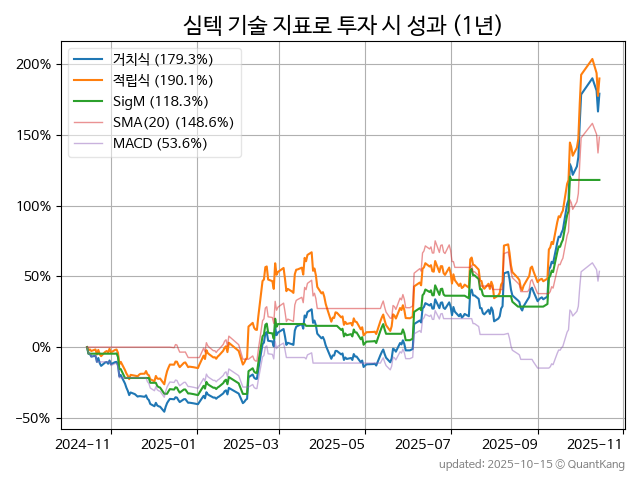 심텍 기술 지표로 투자 시 성과 (1년)
거치식 (179.3%)
적립식 (190.1%)
SigM (118.3%)
SMA(20) (148.6%)
MACD (53.6%)
200%
150%
100%
50%
0%
−50%
2024-11 2025-01 2025-03 2025-05 2025-07 2025-09 2025-11
updated: 2025-10-15 © QuantKang